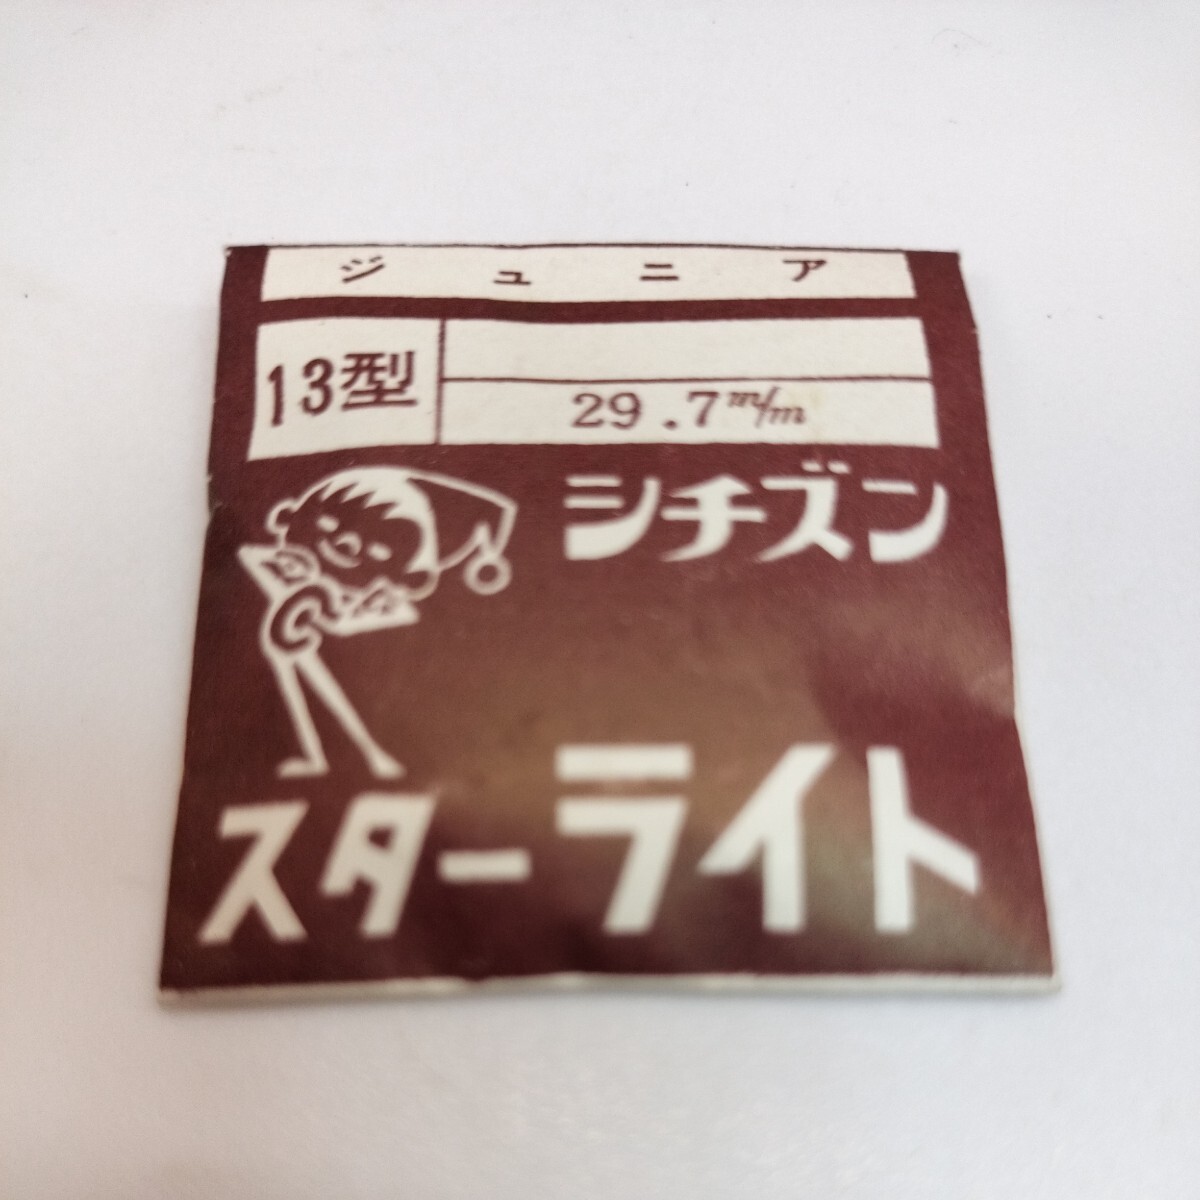 ジュニア
13型
29.7m/m
シチズン
スターライト